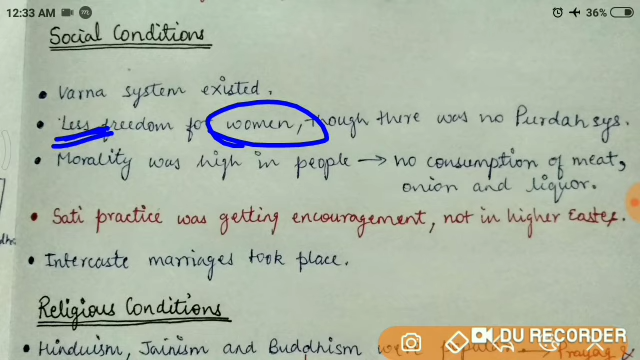 12:33 AM
36%
Social Conditions
• Varna system existed.
• Less freedom for women, though there was no Purdah sys.
• Morality was high in people → no consumption of meat,
onion and liquor.
• Sati practice was getting encouragement, not in higher Castes.
• Intercaste marriages took place.
Religious Conditions
• Hinduism, Jainism and Buddhism were
DU RECORDER